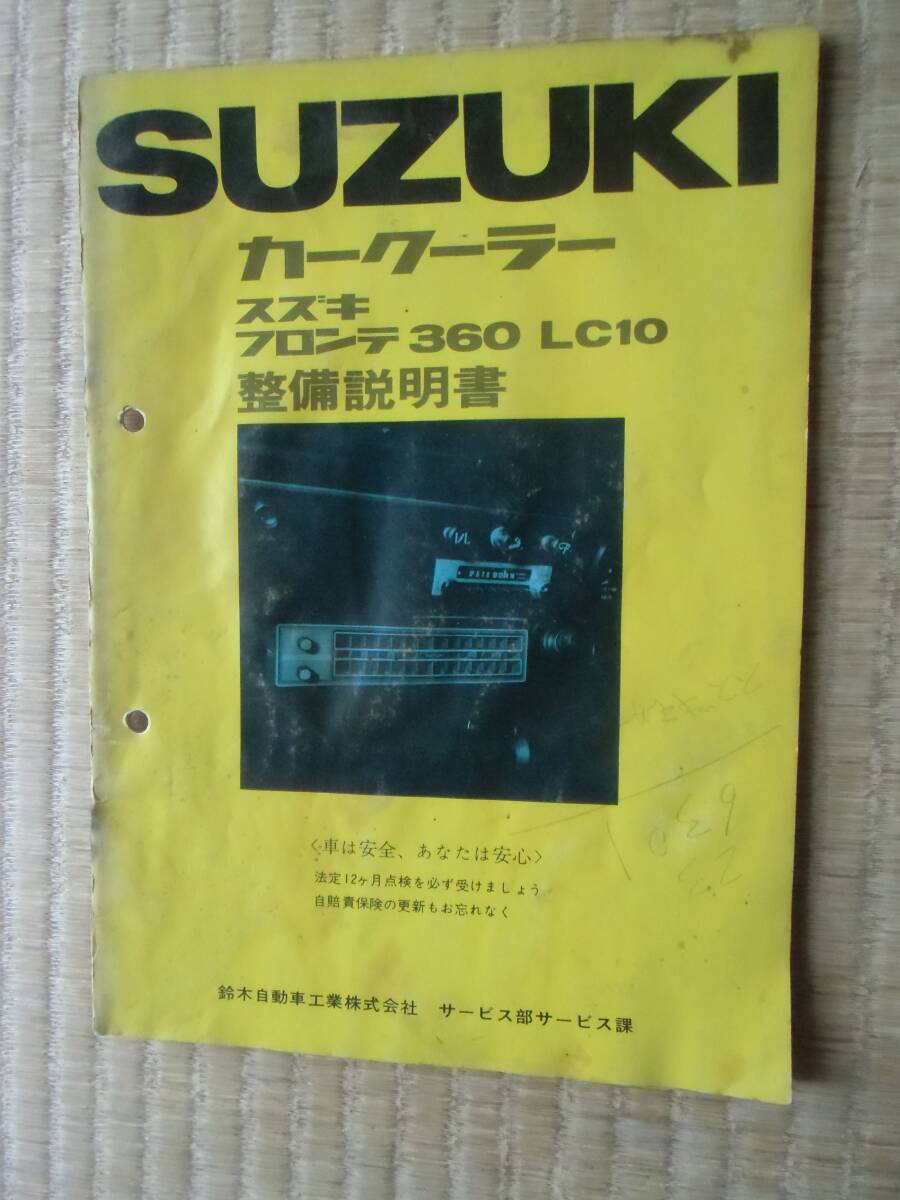 SUZUKI
カークーラー
スズキ
フロンテ 360 LC10
整備説明書
〈車は安全、あなたは安心〉
法定12ヶ月点検を必ず受けましょう
自賠責保険の更新もお忘れなく
鈴木自動車工業株式会社 サービス部サービス課